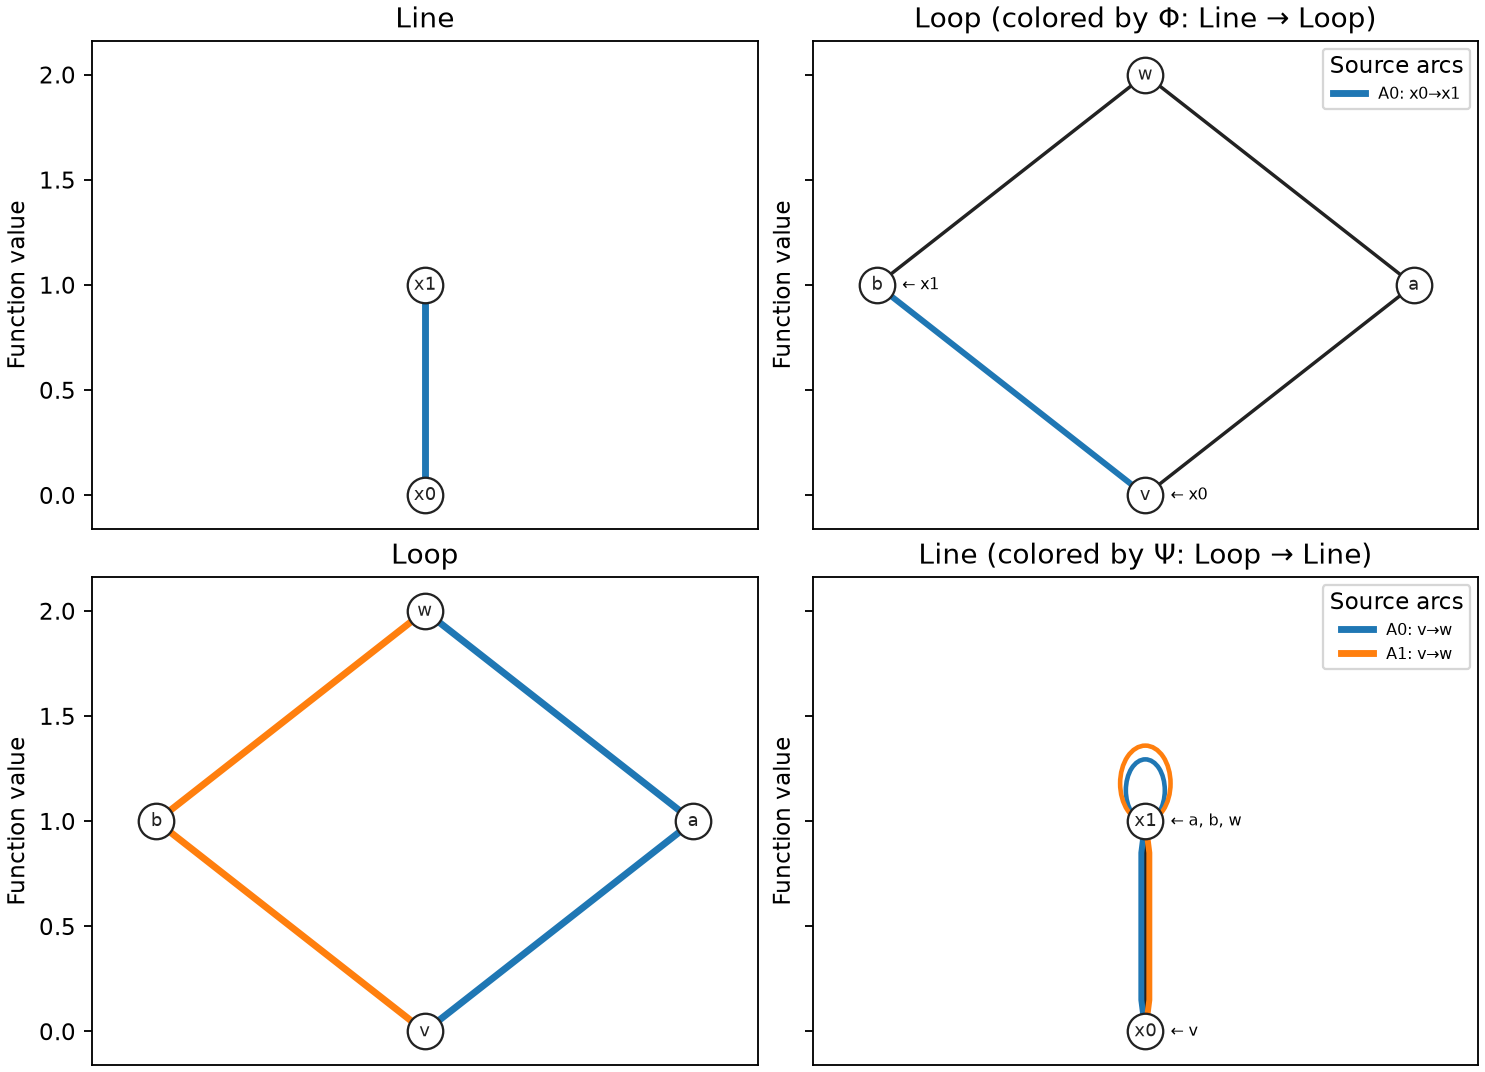 Line
Function value
2.0
1.5
1.0
0.5
0.0
x1
x0
Loop (colored by Φ: Line → Loop)
Function value
Source arcs
A0: x0→x1
w
b
← x1
a
v
← x0
Loop
Function value
2.0
1.5
1.0
0.5
0.0
w
b
a
v
Line (colored by Ψ: Loop → Line)
Function value
Source arcs
A0: v→w
A1: v→w
x1
← a, b, w
x0
← v